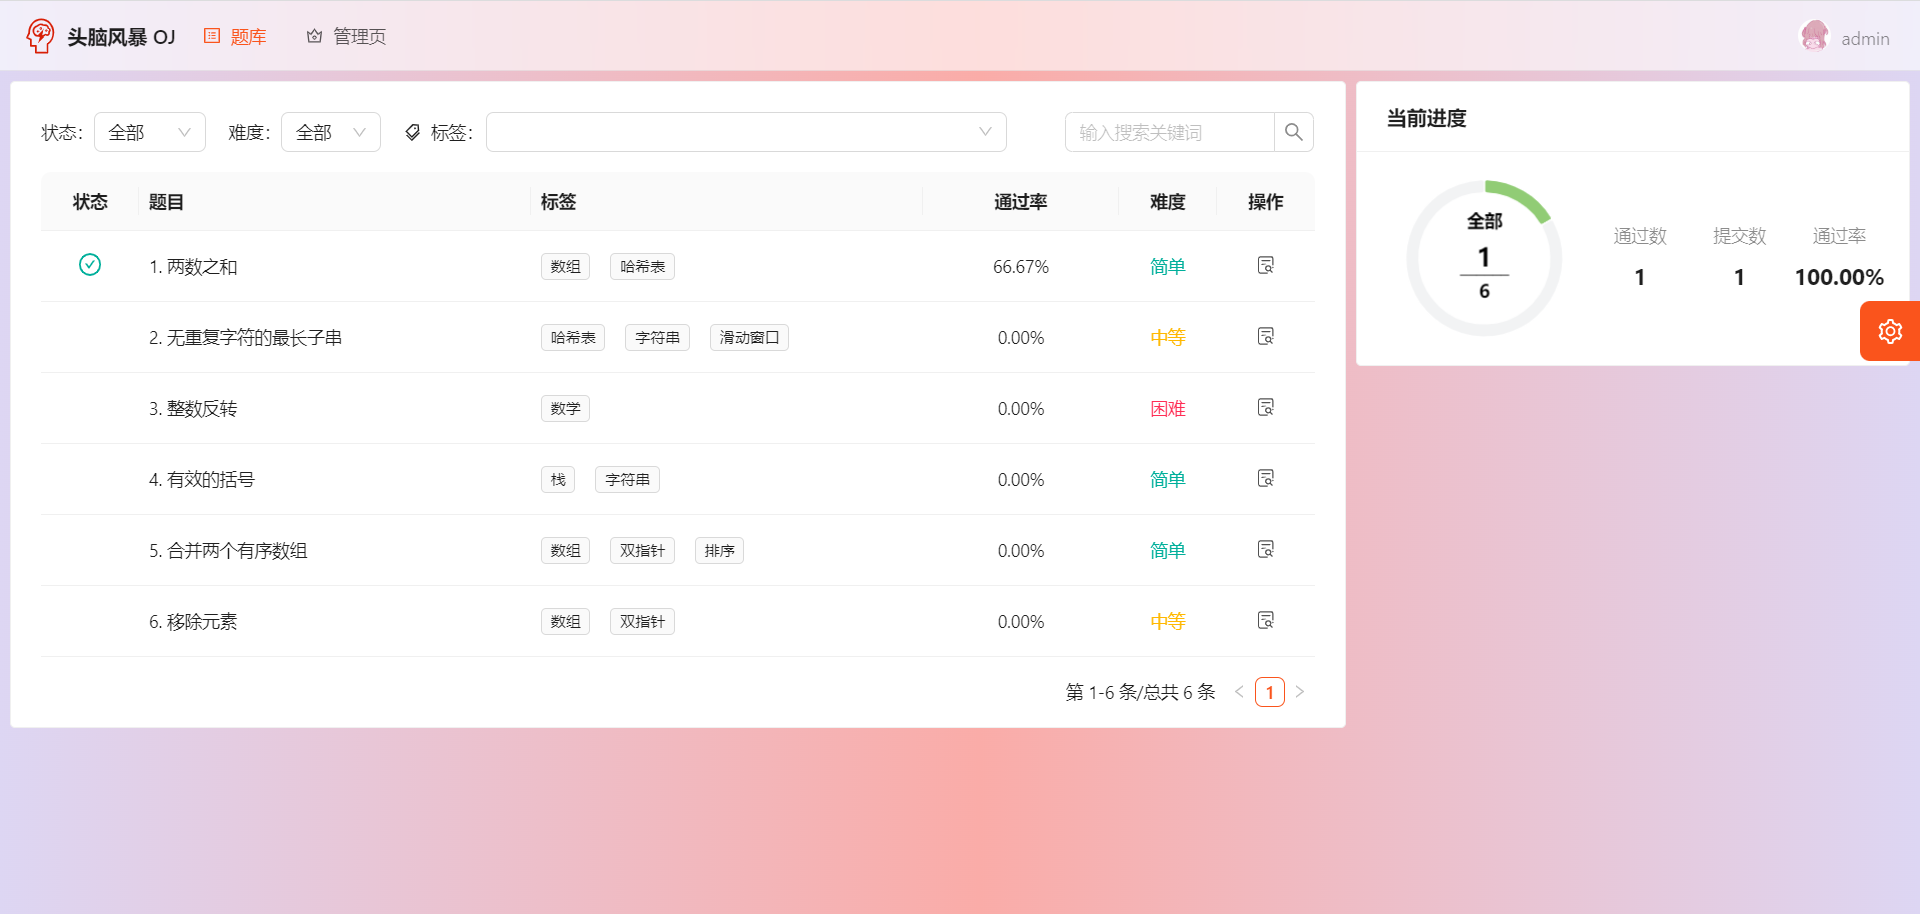 头脑风暴 OJ 题库 管理页 admin
状态： 全部 难度： 全部 标签： 输入搜索关键词
状态 题目 标签 通过率 难度 操作
1. 两数之和 数组 哈希表 66.67% 简单
2. 无重复字符的最长子串 哈希表 字符串 滑动窗口 0.00% 中等
3. 整数反转 数学 0.00% 困难
4. 有效的括号 栈 字符串 0.00% 简单
5. 合并两个有序数组 数组 双指针 排序 0.00% 简单
6. 移除元素 数组 双指针 0.00% 中等
第 1-6 条/总共 6 条 1
当前进度
全部
1
6
通过数 提交数 通过率
1 1 100.00%